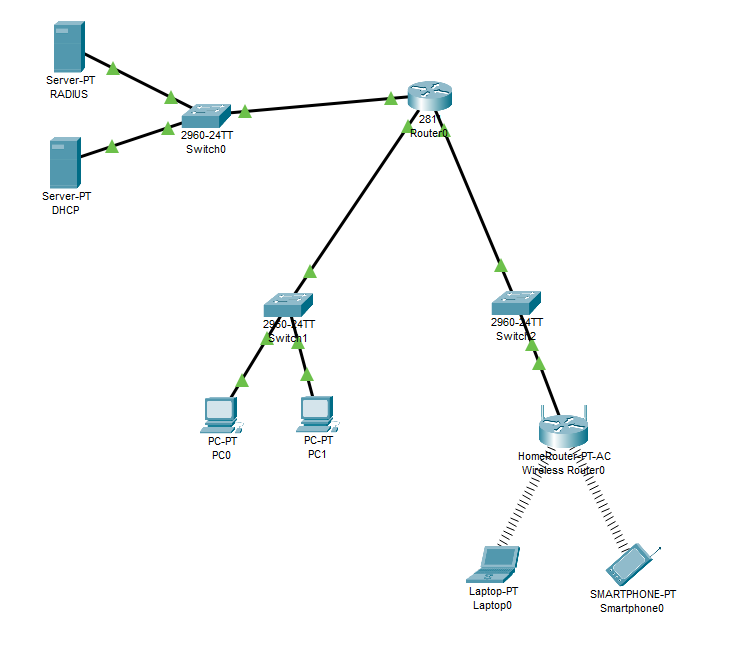 Server-PT
RADIUS
2960-24TT
Switch0
Server-PT
DHCP
281
Router0
2960-24TT
Switch1
2960-24TT
Switch2
PC-PT
PC0
PC-PT
PC1
HomeRouter-PT-AC
Wireless Router0
Laptop-PT
Laptop0
SMARTPHONE-PT
Smartphone0